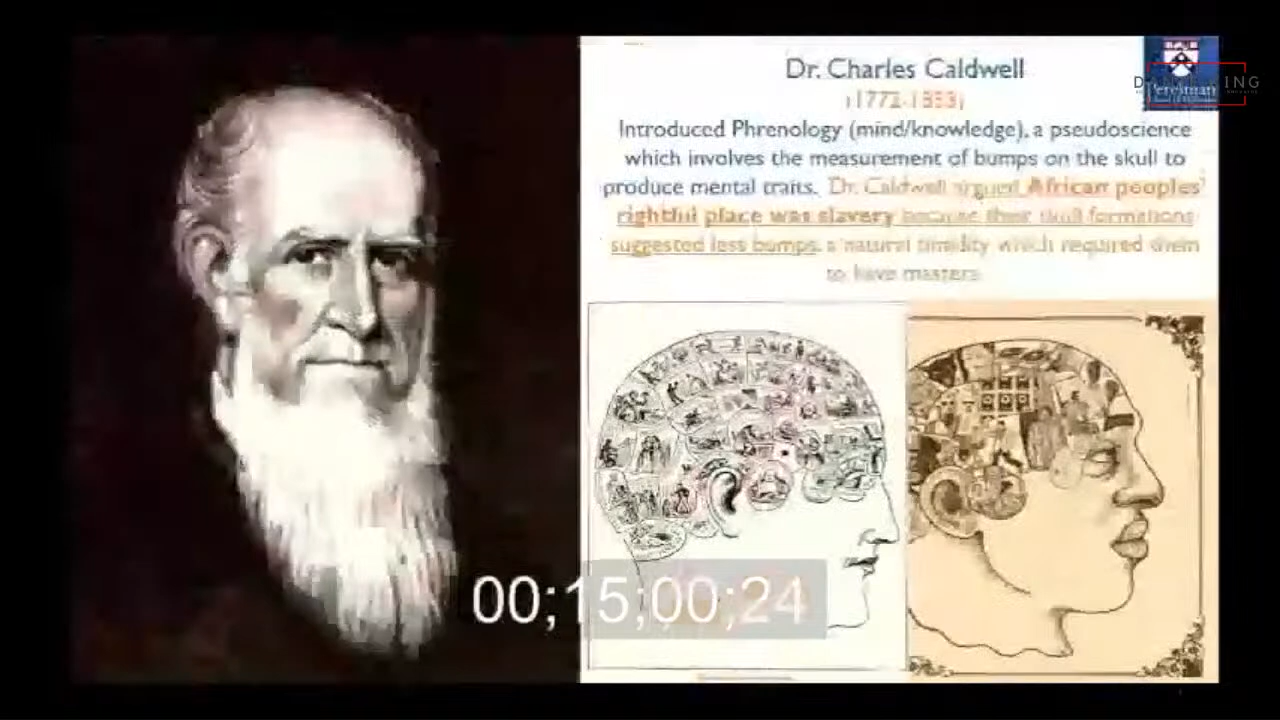 Dr. Charles Caldwell
(1772-1853)
Introduced Phrenology (mind/knowledge), a pseudoscience
which involves the measurement of bumps on the skull to
produce mental traits. Dr. Caldwell argued African peoples'
rightful place was slavery because their skull formations
suggested less bumps, a natural timidity which required them
to have masters.
Perelman
00;15;00;24